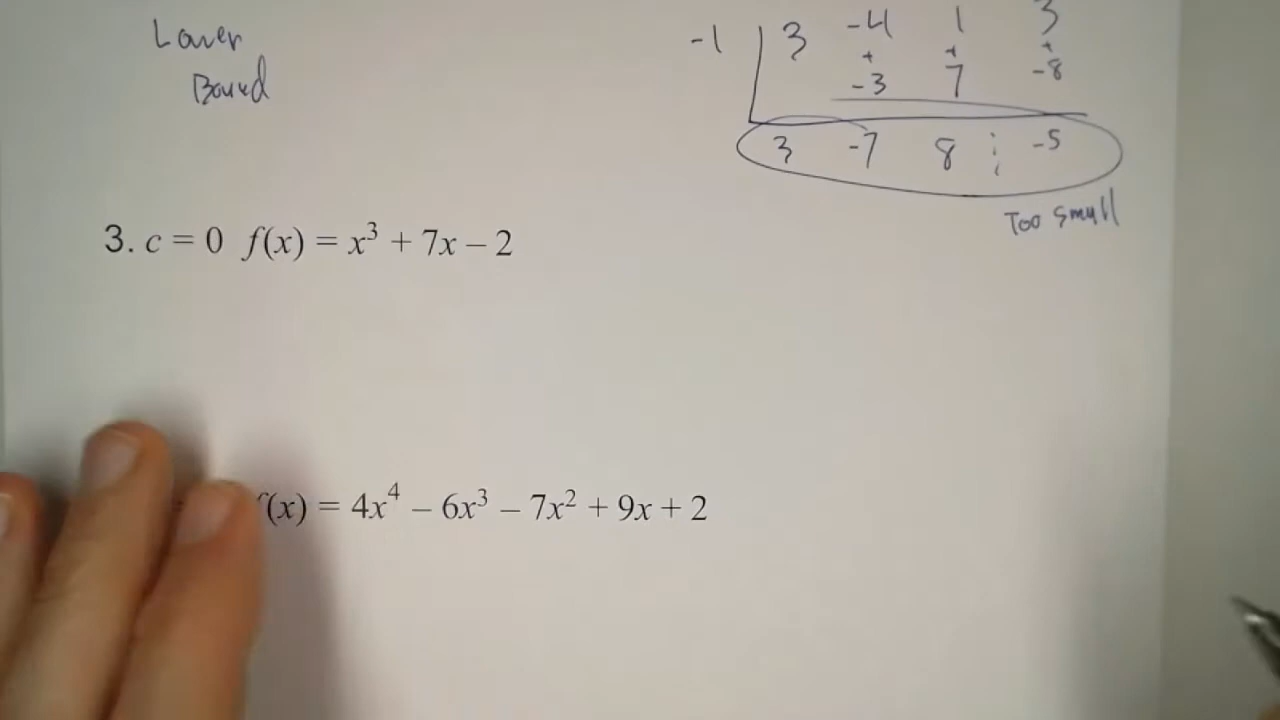 Lower
Bound
-1 | 3 -4 1 3
+ + +
-3 7 -8
3 -7 8 ¦ -5
Too small
3. c = 0 f(x) = x³ + 7x – 2
f(x) = 4x⁴ – 6x³ – 7x² + 9x + 2